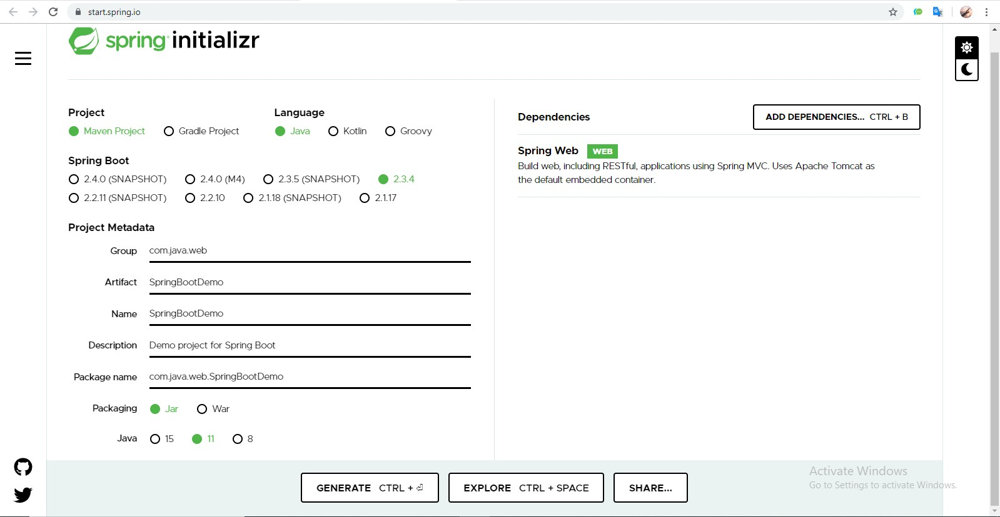 start.spring.io
spring initializr
Project
Maven Project Gradle Project
Language
Java Kotlin Groovy
Spring Boot
2.4.0 (SNAPSHOT) 2.4.0 (M4) 2.3.5 (SNAPSHOT) 2.3.4
2.2.11 (SNAPSHOT) 2.2.10 2.1.18 (SNAPSHOT) 2.1.17
Project Metadata
Group com.java.web
Artifact SpringBootDemo
Name SpringBootDemo
Description Demo project for Spring Boot
Package name com.java.web.SpringBootDemo
Packaging Jar War
Java 15 11 8
Dependencies
ADD DEPENDENCIES... CTRL + B
Spring Web WEB
Build web, including RESTful, applications using Spring MVC. Uses Apache Tomcat as
the default embedded container.
GENERATE CTRL + ⏎
EXPLORE CTRL + SPACE
SHARE...
Activate Windows
Go to Settings to activate Windows.